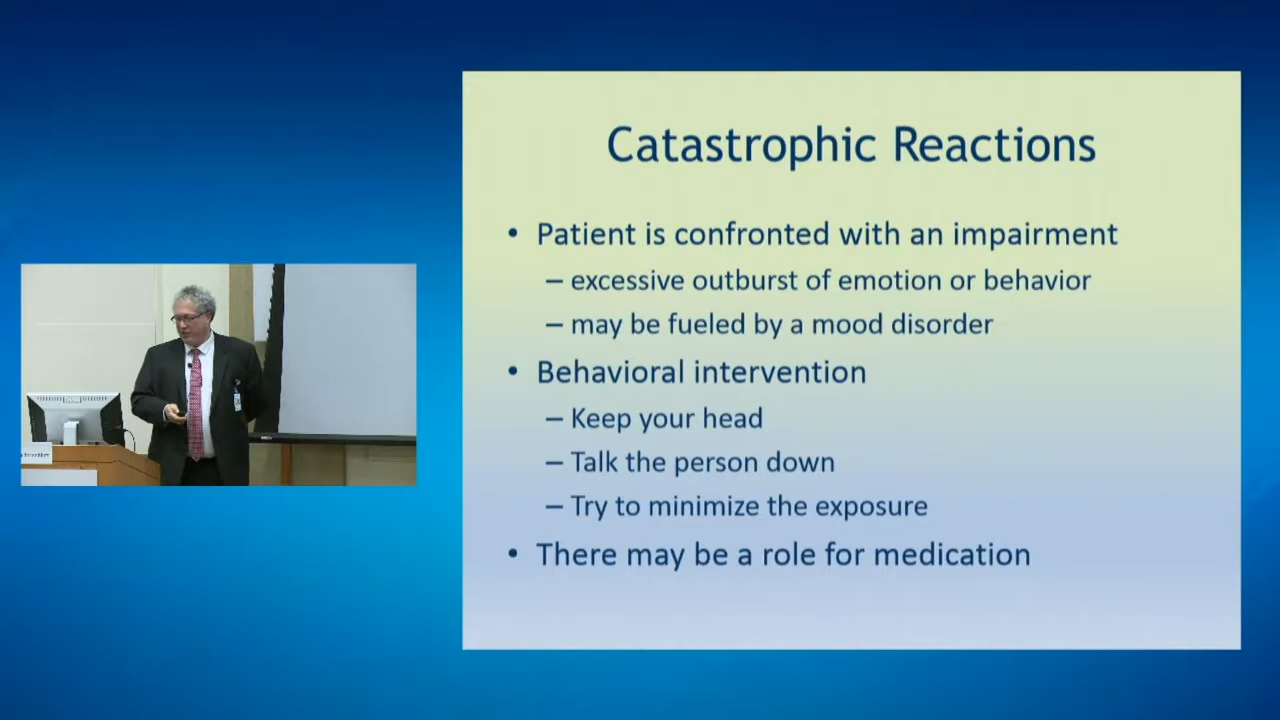 Catastrophic Reactions
• Patient is confronted with an impairment
– excessive outburst of emotion or behavior
– may be fueled by a mood disorder
• Behavioral intervention
– Keep your head
– Talk the person down
– Try to minimize the exposure
• There may be a role for medication